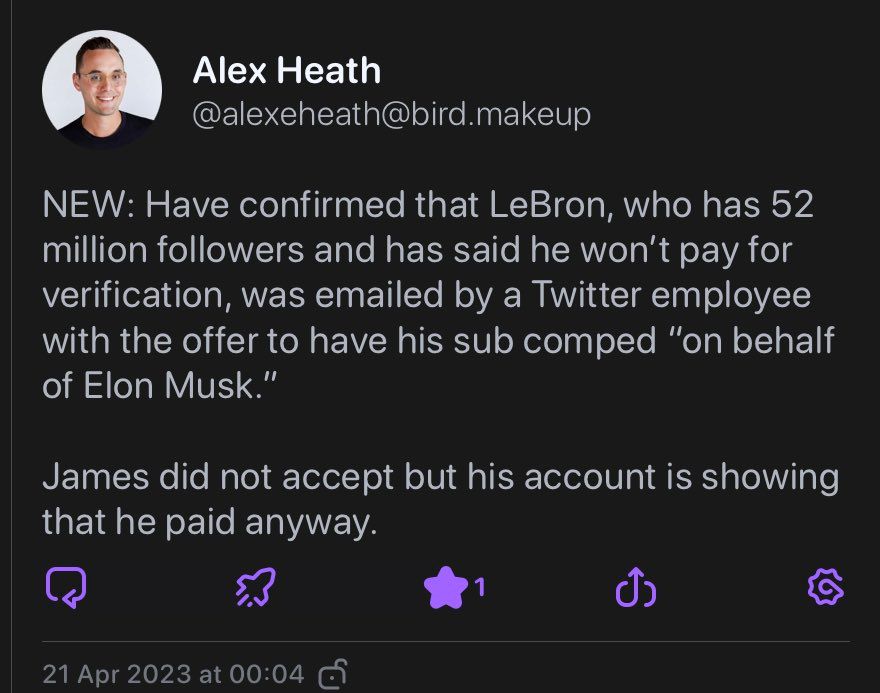 Alex Heath
@alexeheath@bird.makeup
NEW: Have confirmed that LeBron, who has 52
million followers and has said he won’t pay for
verification, was emailed by a Twitter employee
with the offer to have his sub comped “on behalf
of Elon Musk.”
James did not accept but his account is showing
that he paid anyway.
1
21 Apr 2023 at 00:04